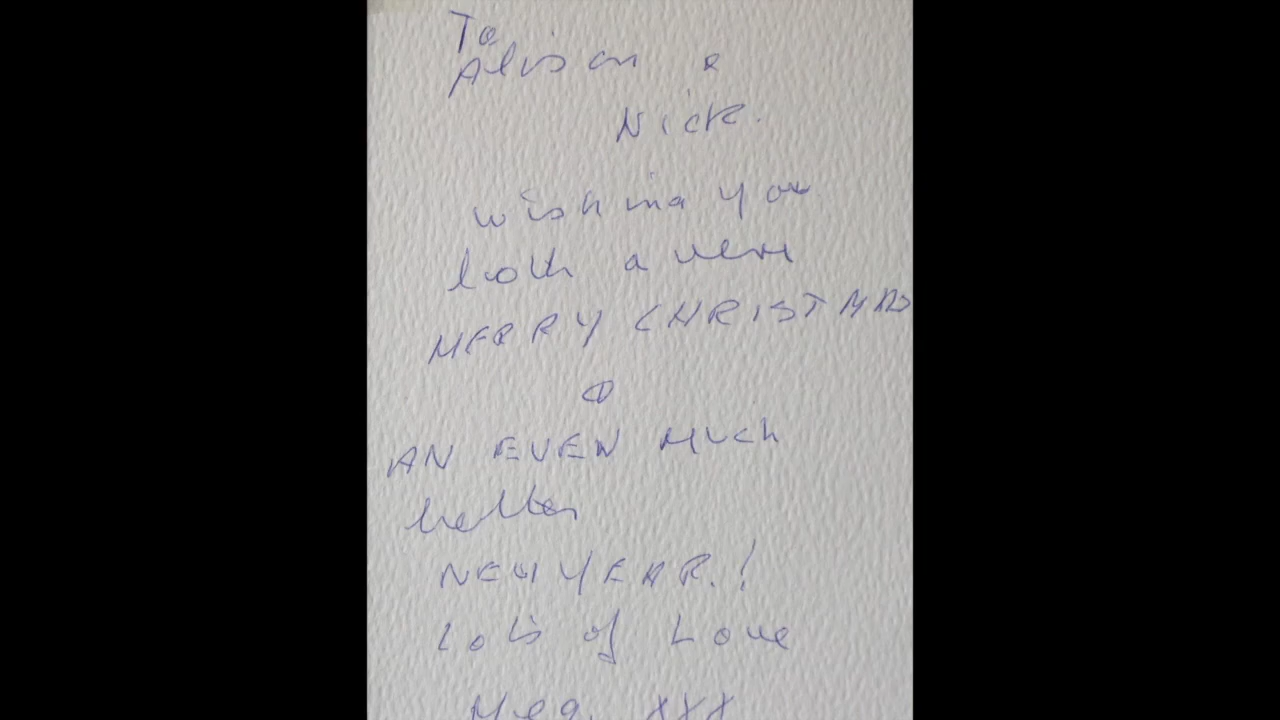 To
Alison &
Nick.
wishing you
both a very
MERRY CHRISTMAS
&
AN EVEN MUch
better
NEW YEAR.!
Lots of Love
Meg. xxx